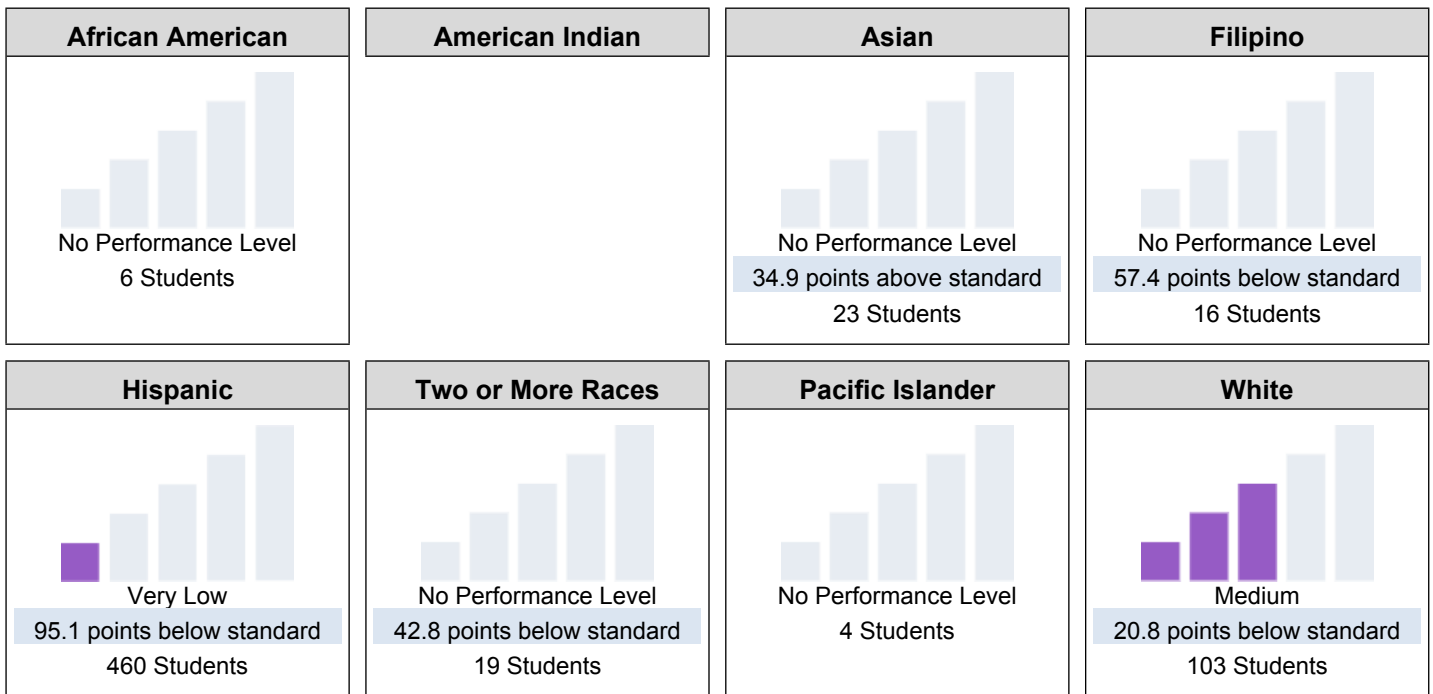 African American
No Performance Level
6 Students
American Indian
Asian
No Performance Level
34.9 points above standard
23 Students
Filipino
No Performance Level
57.4 points below standard
16 Students
Hispanic
Very Low
95.1 points below standard
460 Students
Two or More Races
No Performance Level
42.8 points below standard
19 Students
Pacific Islander
No Performance Level
4 Students
White
Medium
20.8 points below standard
103 Students